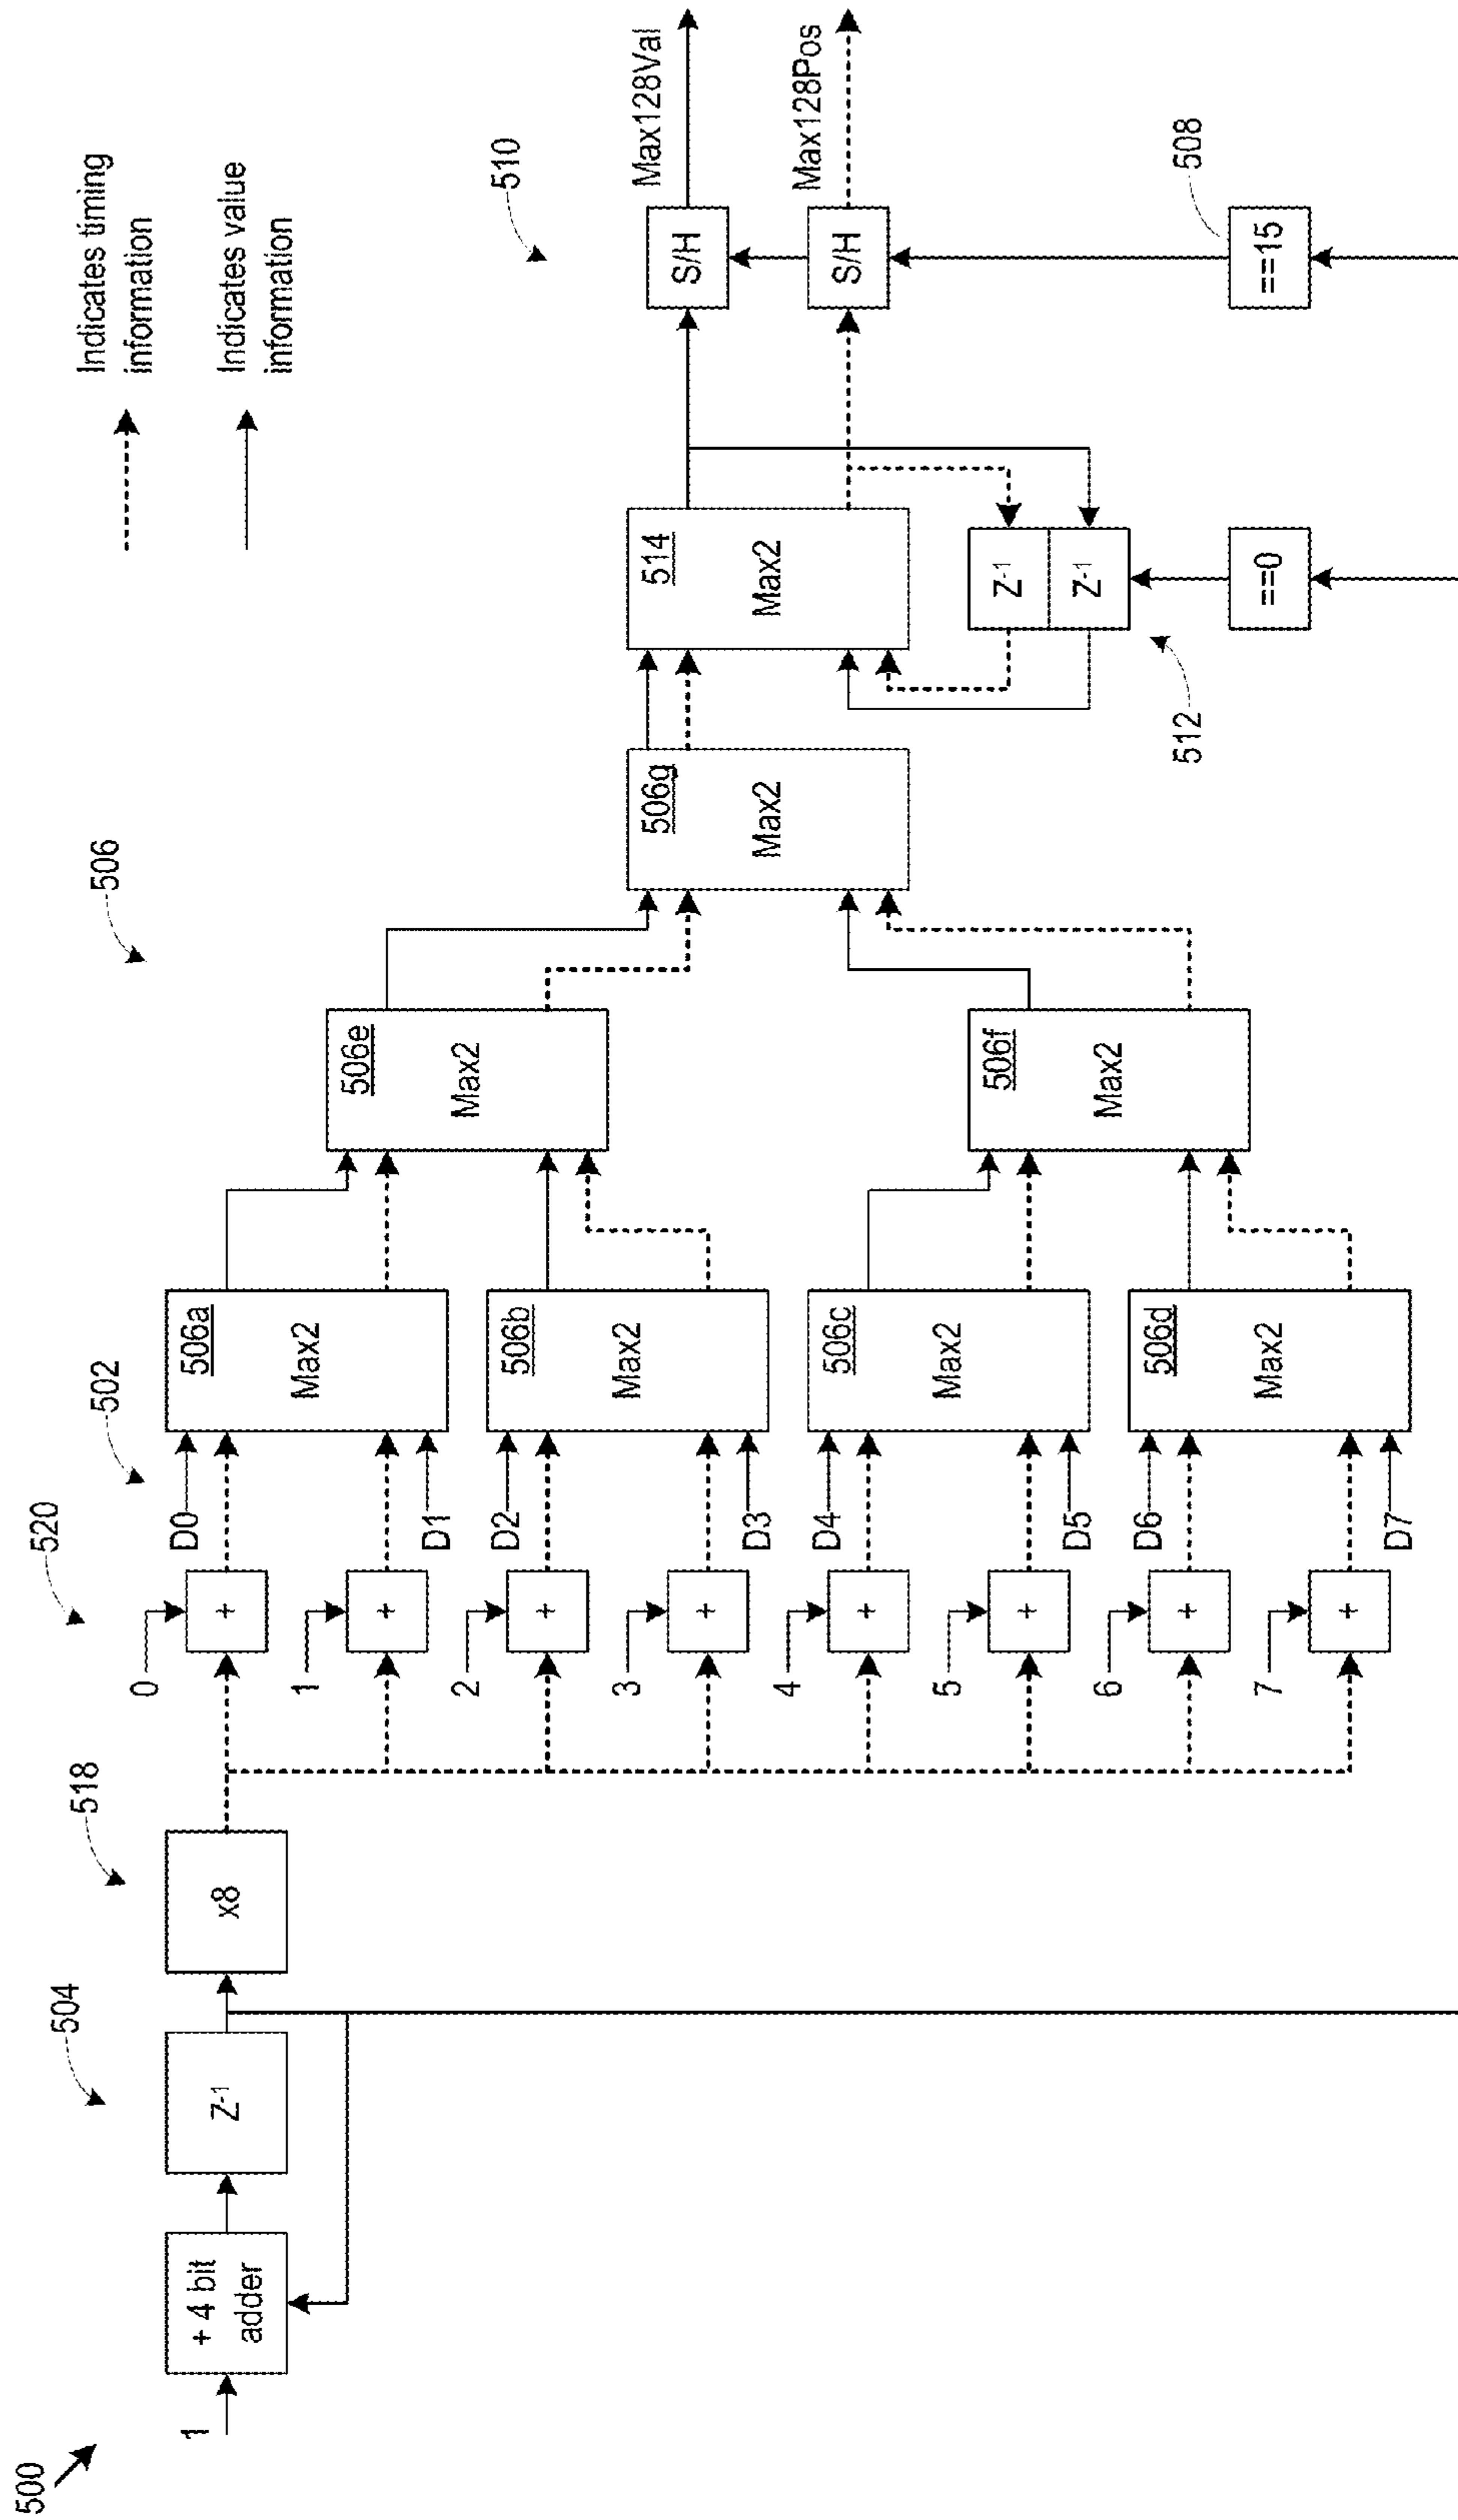 500
1
+ 4 bit
adder
504
Z-1
518
x8
520
0
+
1
+
2
+
3
+
4
+
5
+
6
+
7
+
502
D0
D1
D2
D3
D4
D5
D6
D7
506a
Max2
506b
Max2
506c
Max2
506d
Max2
506
506e
Max2
506f
Max2
506g
Max2
514
Max2
Z-1
Z-1
512
==0
Indicates timing
information
Indicates value
information
510
S/H
Max128Val
S/H
Max128Pos
508
==15